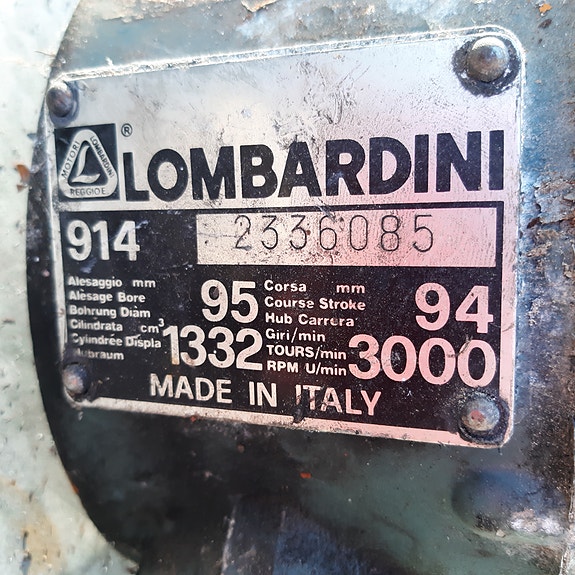 MOTORI LOMBARDINI REGGIO E.
®
LOMBARDINI
914 2336085
Alesaggio mm
Alesage Bore
Bohrung Diam
95
Corsa mm
Course Stroke
Hub Carrera
94
Cilindrata cm³
Cylindrée Displa
1332
Giri/min
TOURS/min
RPM U/min
3000
MADE IN ITALY